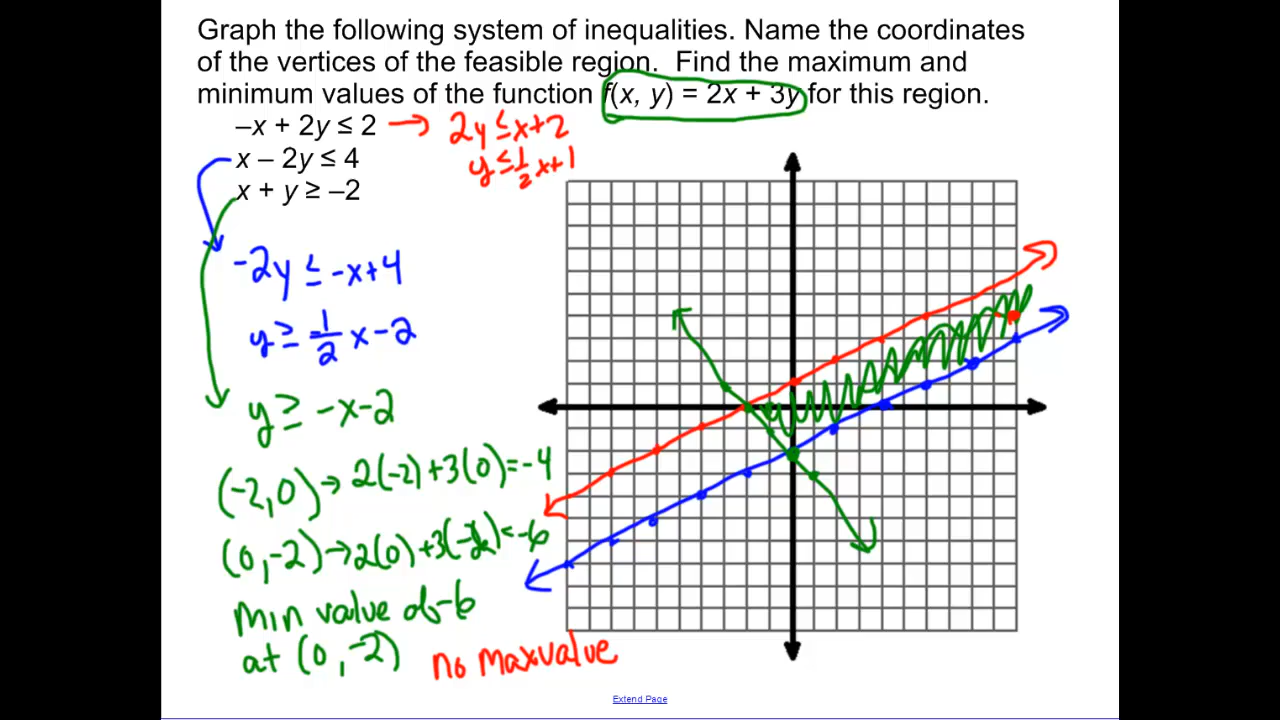 Graph the following system of inequalities. Name the coordinates
of the vertices of the feasible region.  Find the maximum and
minimum values of the function f(x, y) = 2x + 3y for this region.
–x + 2y ≤ 2 → 2y ≤ x+2
y ≤ 1/2 x+1
x – 2y ≤ 4
x + y ≥ –2
-2y ≤ -x+4
y ≥ 1/2 x-2
y ≥ -x-2
(-2,0) → 2(-2)+3(0)=-4
(0,-2) → 2(0)+3(-2)=-6
min value of -6
at (0,-2)
no max value
Extend Page